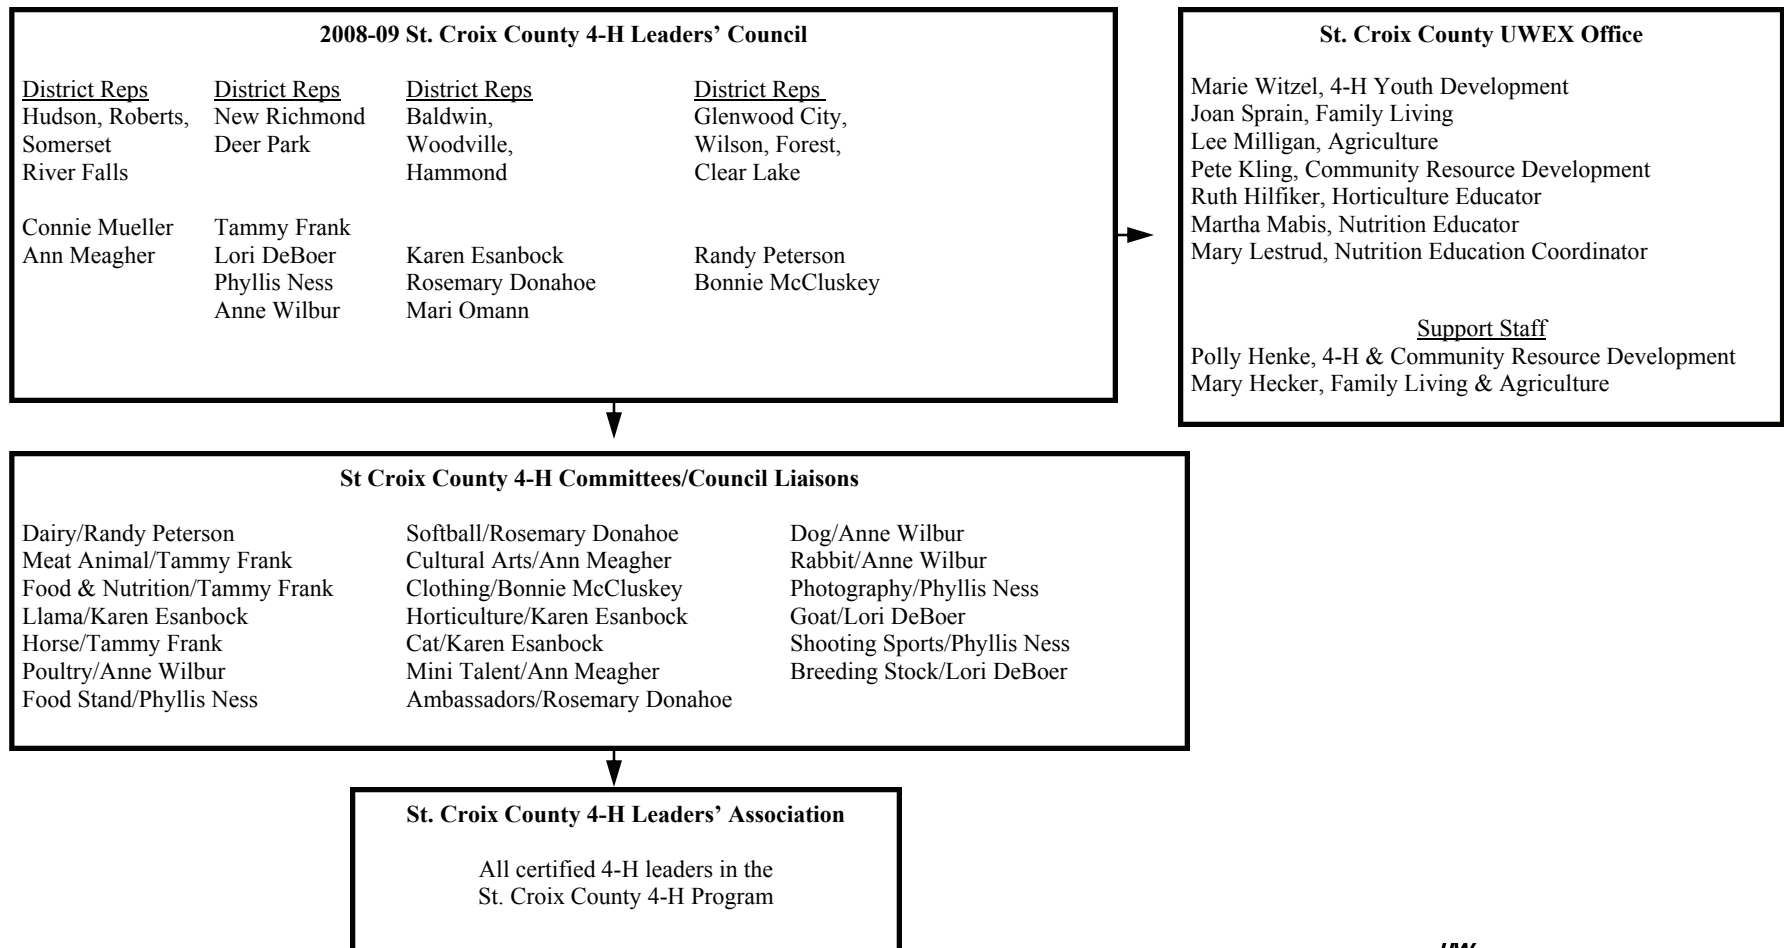 2008-09 St. Croix County 4-H Leaders’ Council
District Reps
Hudson, Roberts,
Somerset
River Falls
Connie Mueller
Ann Meagher
District Reps
New Richmond
Deer Park
Tammy Frank
Lori DeBoer
Phyllis Ness
Anne Wilbur
District Reps
Baldwin,
Woodville,
Hammond
Karen Esanbock
Rosemary Donahoe
Mari Omann
District Reps
Glenwood City,
Wilson, Forest,
Clear Lake
Randy Peterson
Bonnie McCluskey
St. Croix County UWEX Office
Marie Witzel, 4-H Youth Development
Joan Sprain, Family Living
Lee Milligan, Agriculture
Pete Kling, Community Resource Development
Ruth Hilfiker, Horticulture Educator
Martha Mabis, Nutrition Educator
Mary Lestrud, Nutrition Education Coordinator
Support Staff
Polly Henke, 4-H & Community Resource Development
Mary Hecker, Family Living & Agriculture
St Croix County 4-H Committees/Council Liaisons
Dairy/Randy Peterson
Meat Animal/Tammy Frank
Food & Nutrition/Tammy Frank
Llama/Karen Esanbock
Horse/Tammy Frank
Poultry/Anne Wilbur
Food Stand/Phyllis Ness
Softball/Rosemary Donahoe
Cultural Arts/Ann Meagher
Clothing/Bonnie McCluskey
Horticulture/Karen Esanbock
Cat/Karen Esanbock
Mini Talent/Ann Meagher
Ambassadors/Rosemary Donahoe
Dog/Anne Wilbur
Rabbit/Anne Wilbur
Photography/Phyllis Ness
Goat/Lori DeBoer
Shooting Sports/Phyllis Ness
Breeding Stock/Lori DeBoer
St. Croix County 4-H Leaders’ Association
All certified 4-H leaders in the
St. Croix County 4-H Program